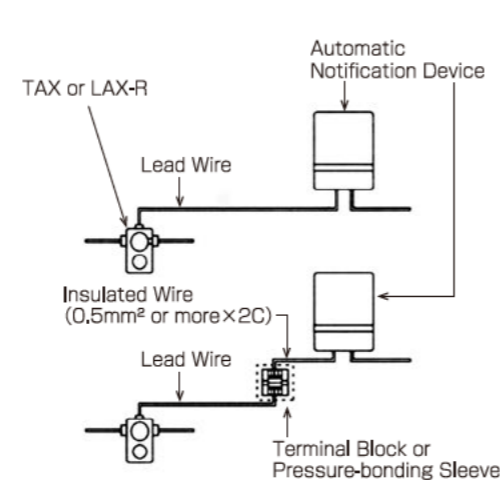 Automatic
Notification Device
TAX or LAX-R
Lead Wire
Insulated Wire
(0.5mm² or more×2C)
Lead Wire
Terminal Block or
Pressure-bonding Sleeve